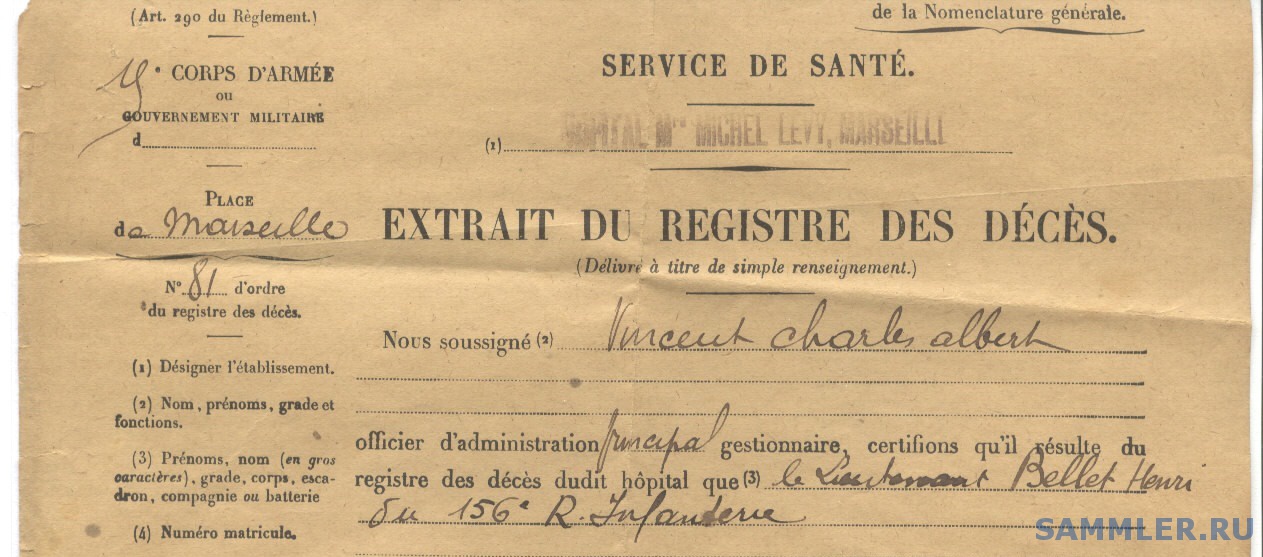 (Art. 290 du Règlement.)
15e CORPS D'ARMÉE
ou
GOUVERNEMENT MILITAIRE
d
PLACE
de Marseille
N° 81 d'ordre
du registre des décès.
(1) Désigner l'établissement.
(2) Nom, prénoms, grade et
fonctions.
(3) Prénoms, nom (en gros
caractères), grade, corps, esca-
dron, compagnie ou batterie
(4) Numéro matricule.
de la Nomenclature générale.
SERVICE DE SANTÉ.
(1) HOPITAL Mre MICHEL LEVY, MARSEILLE
EXTRAIT DU REGISTRE DES DÉCÈS.
(Délivré à titre de simple renseignement.)
Nous soussigné (2) Vincent Charles albert
officier d'administration principal gestionnaire, certifions qu'il résulte du
registre des décès dudit hôpital que (3) le Lieutenant Bellet Henri
du 156e R. Infanterie
SAMMLER.RU